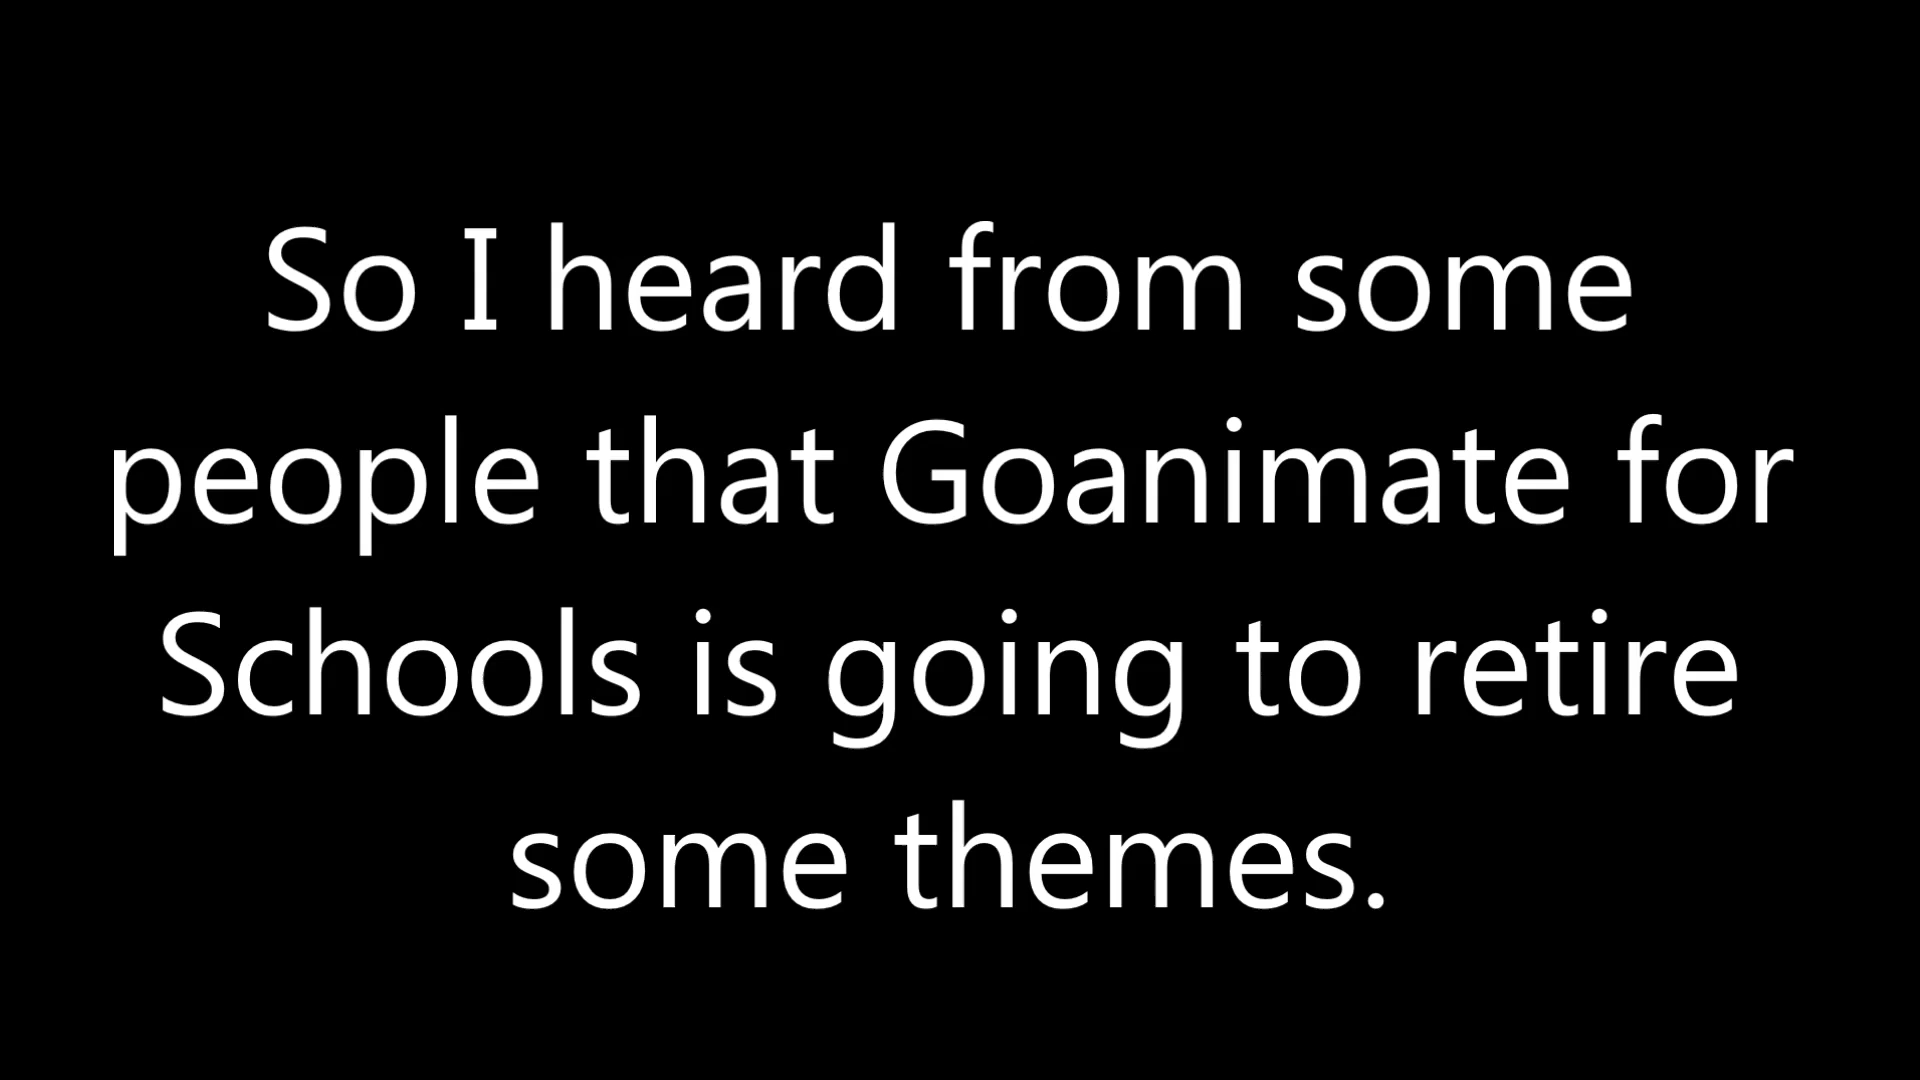 So I heard from some
people that Goanimate for
Schools is going to retire
some themes.